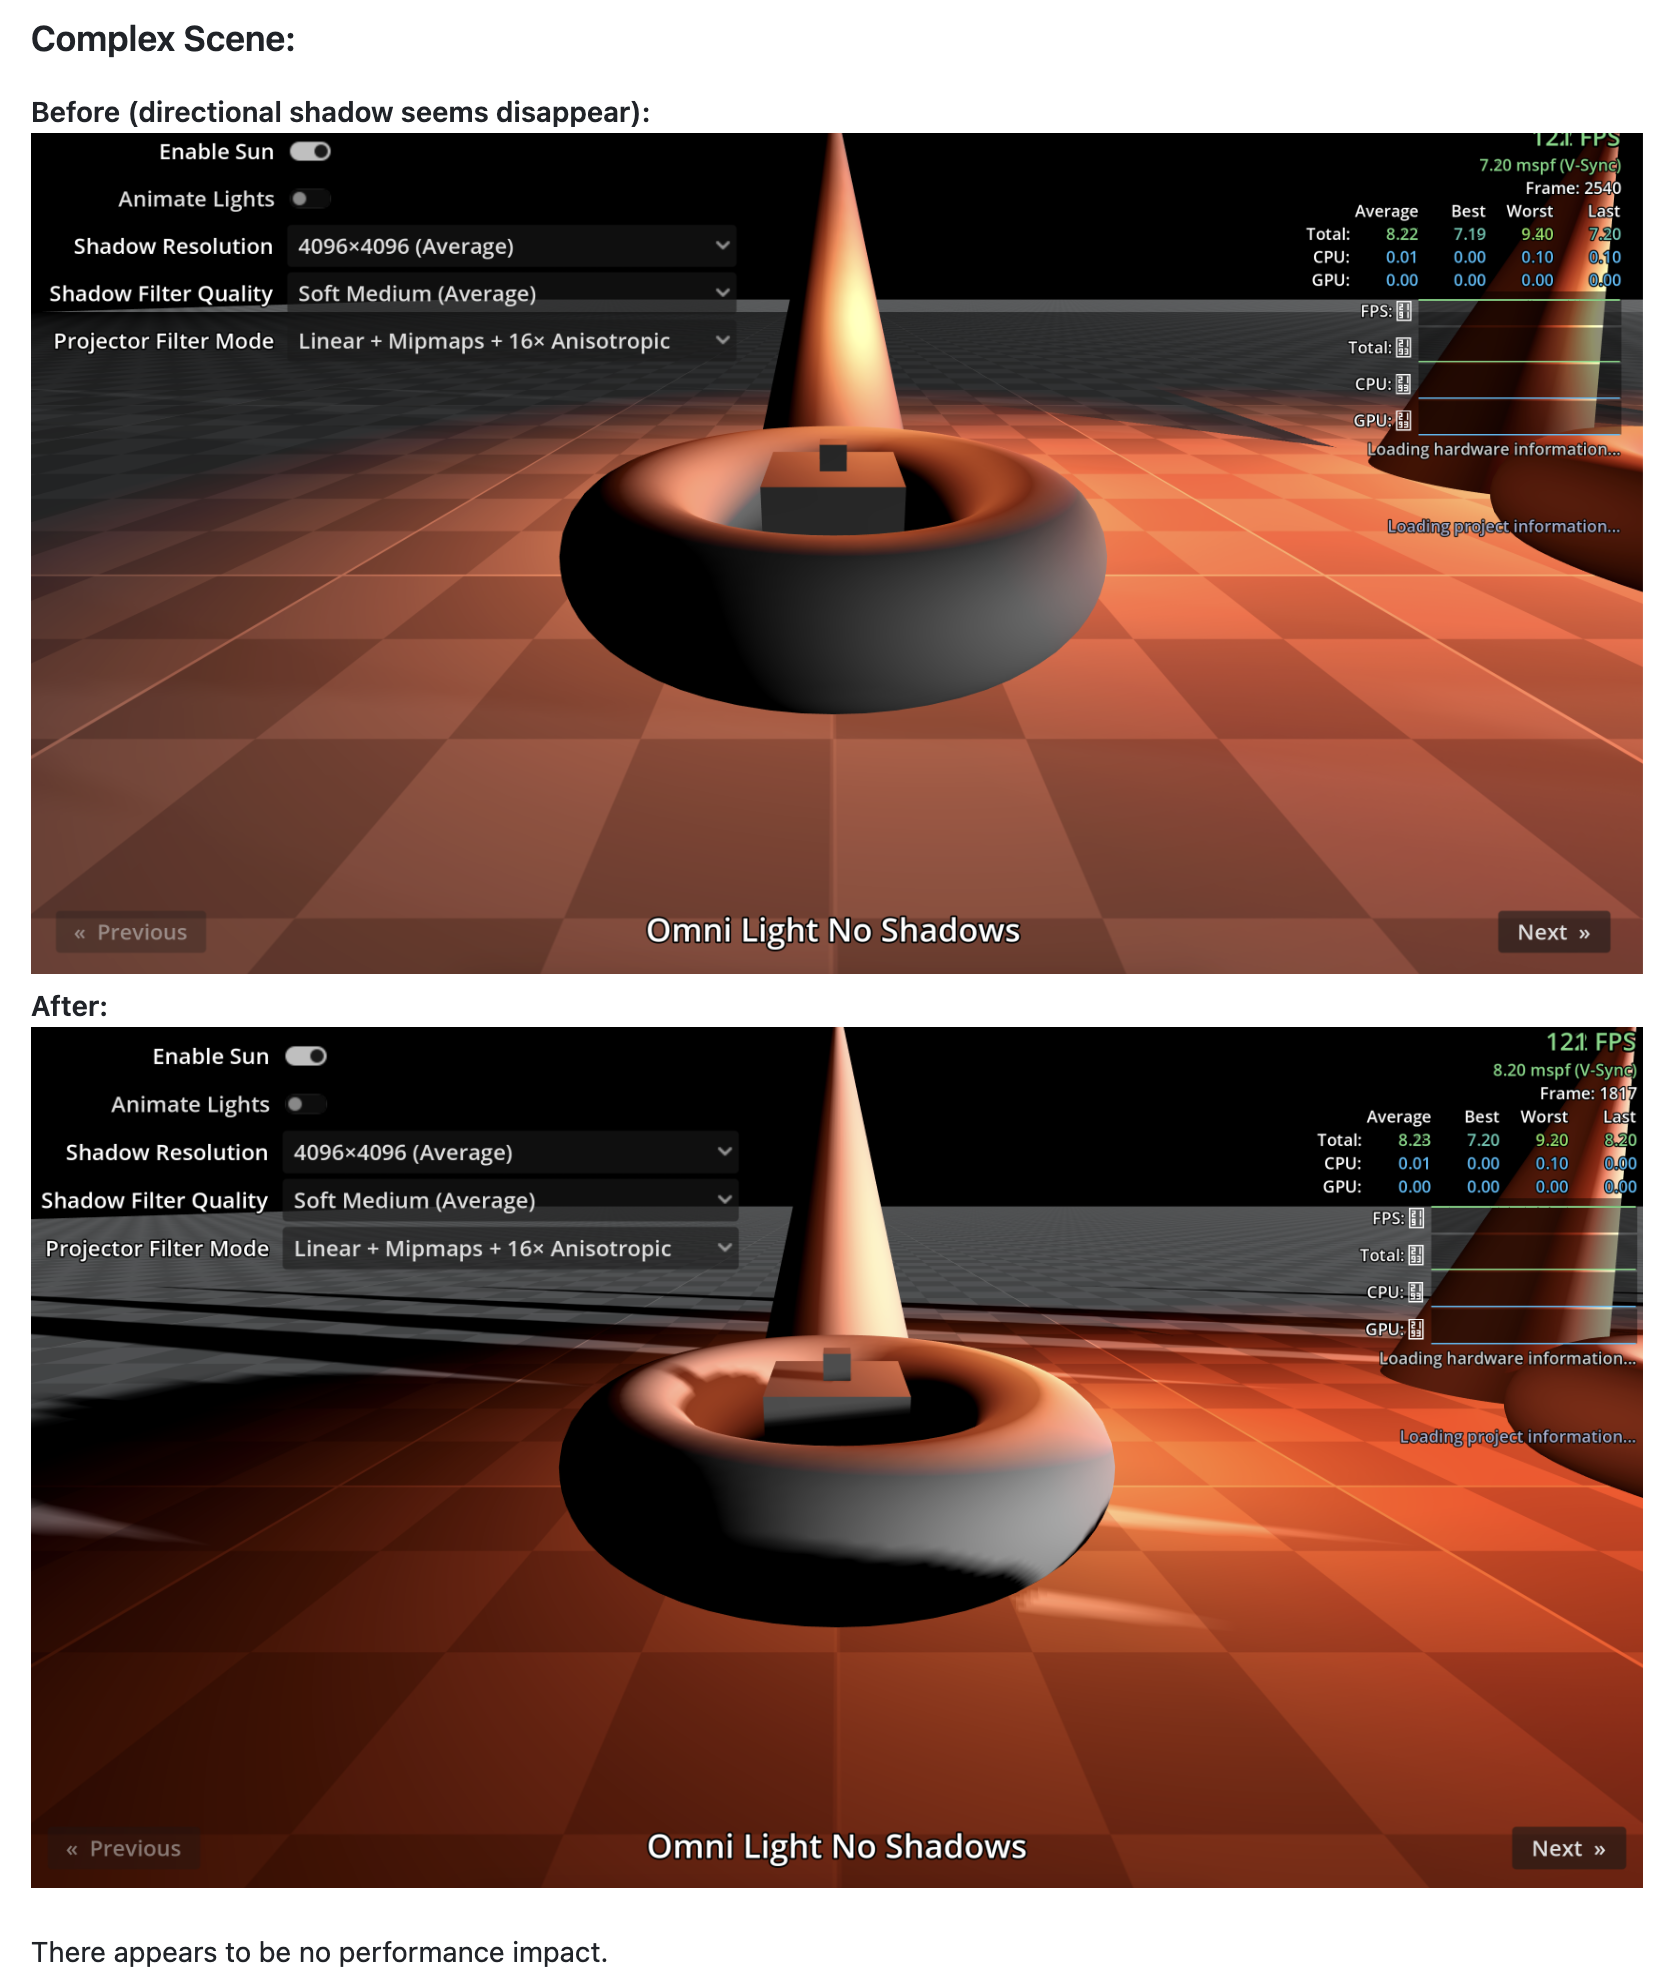 Complex Scene:
Before (directional shadow seems disappear):
Enable Sun
Animate Lights
Shadow Resolution 4096×4096 (Average)
Shadow Filter Quality Soft Medium (Average)
Projector Filter Mode Linear + Mipmaps + 16× Anisotropic
121 FPS
7.20 mspf (V-Sync)
Frame: 2540
Average Best Worst Last
Total: 8.22 7.19 9.40 7.20
CPU: 0.01 0.00 0.10 0.10
GPU: 0.00 0.00 0.00 0.00
FPS:
Total:
CPU:
GPU:
Loading hardware information...
Loading project information...
« Previous
Omni Light No Shadows
Next »
After:
Enable Sun
Animate Lights
Shadow Resolution 4096×4096 (Average)
Shadow Filter Quality Soft Medium (Average)
Projector Filter Mode Linear + Mipmaps + 16× Anisotropic
121 FPS
8.20 mspf (V-Sync)
Frame: 1817
Average Best Worst Last
Total: 8.23 7.20 9.20 8.20
CPU: 0.01 0.00 0.10 0.00
GPU: 0.00 0.00 0.00 0.00
FPS:
Total:
CPU:
GPU:
Loading hardware information...
Loading project information...
« Previous
Omni Light No Shadows
Next »
There appears to be no performance impact.